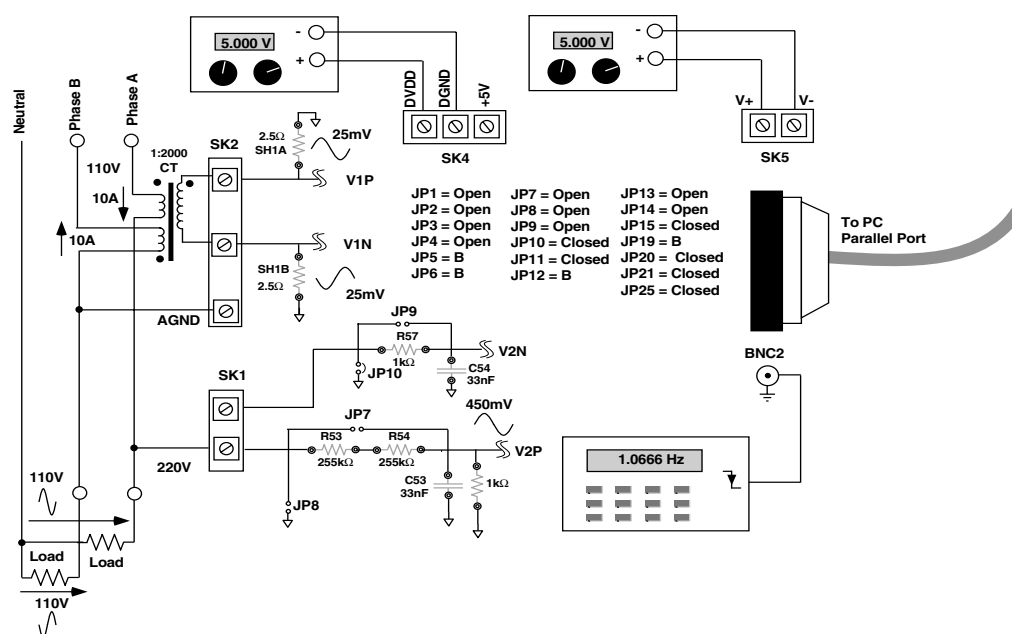 5.000 V
-
+
5.000 V
-
+
DVDD
DGND
+5V
SK4
V+
V-
SK5
Neutral
Phase B
Phase A
110V
1:2000
CT
10A
10A
SK2
2.5Ω
SH1A
25mV
V1P
V1N
SH1B
2.5Ω
25mV
AGND
JP1 = Open
JP2 = Open
JP3 = Open
JP4 = Open
JP5 = B
JP6 = B
JP7 = Open
JP8 = Open
JP9 = Open
JP10 = Closed
JP11 = Closed
JP12 = B
JP13 = Open
JP14 = Open
JP15 = Closed
JP19 = B
JP20 = Closed
JP21 = Closed
JP25 = Closed
To PC
Parallel Port
JP9
R57
1kΩ
JP10
V2N
C54
33nF
SK1
220V
JP7
R53
255kΩ
R54
255kΩ
450mV
V2P
C53
33nF
1kΩ
JP8
BNC2
1.0666 Hz
110V
Load
Load
110V